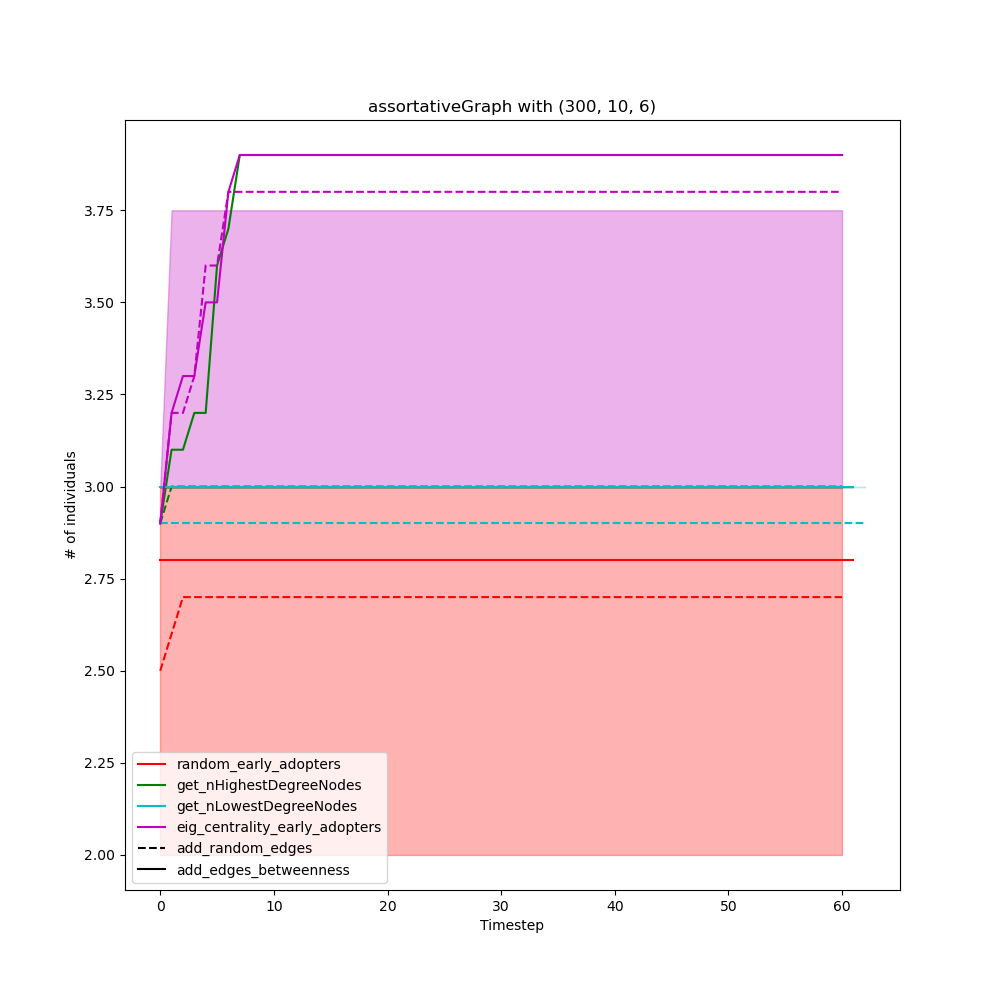 assortativeGraph with (300, 10, 6)
# of individuals
3.75
3.50
3.25
3.00
2.75
2.50
2.25
2.00
random_early_adopters
get_nHighestDegreeNodes
get_nLowestDegreeNodes
eig_centrality_early_adopters
add_random_edges
add_edges_betweenness
0 10 20 30 40 50 60
Timestep